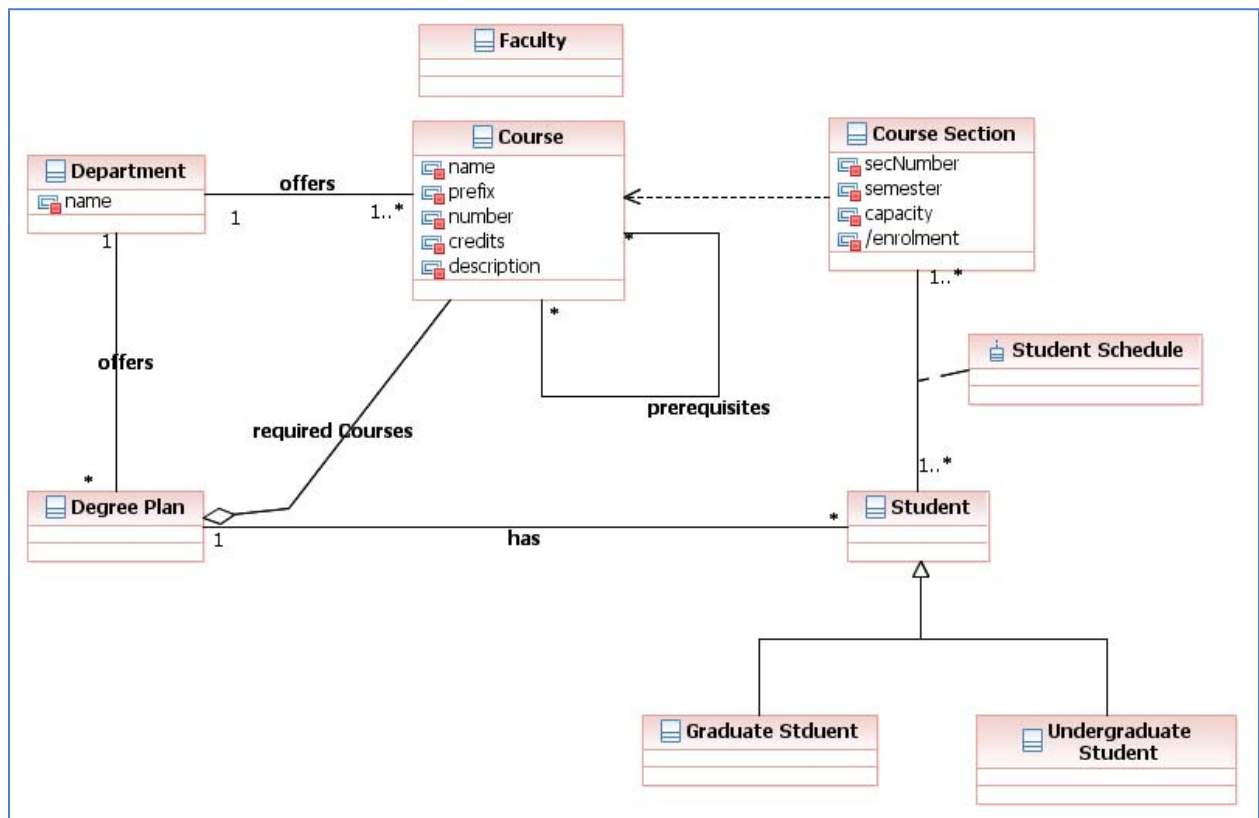 Faculty
Course
name
prefix
number
credits
description
Course Section
secNumber
semester
capacity
/enrolment
Department
name
offers
1
1..*
*
*
prerequisites
1
offers
*
required Courses
1..*
Student Schedule
1..*
Degree Plan
1
has
*
Student
Graduate Stduent
Undergraduate
Student